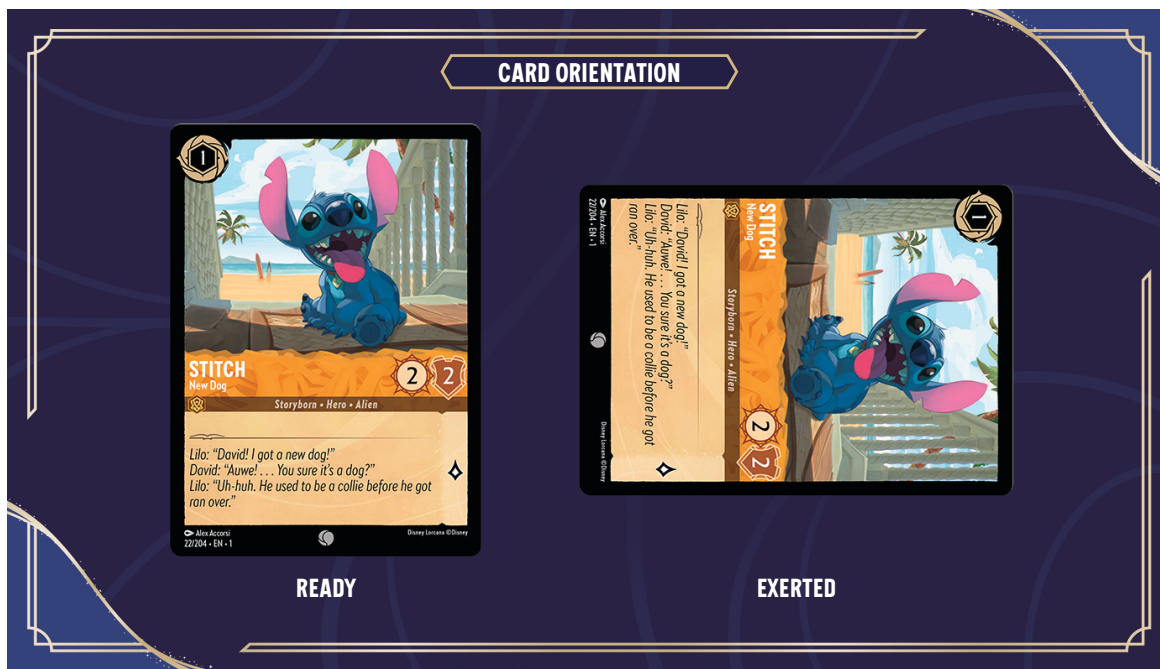 CARD ORIENTATION
1
STITCH
New Dog
2 2
Storyborn • Hero • Alien
Lilo: “David! I got a new dog!”
David: “Auwe! . . . You sure it’s a dog?”
Lilo: “Uh-huh. He used to be a collie before he got
ran over.”
Alex Accorsi
22/204 • EN • 1
Disney Lorcana ©Disney
READY
1
STITCH
New Dog
2 2
Storyborn • Hero • Alien
Lilo: “David! I got a new dog!”
David: “Auwe! . . . You sure it’s a dog?”
Lilo: “Uh-huh. He used to be a collie before he got
ran over.”
Alex Accorsi
22/204 • EN • 1
Disney Lorcana ©Disney
EXERTED